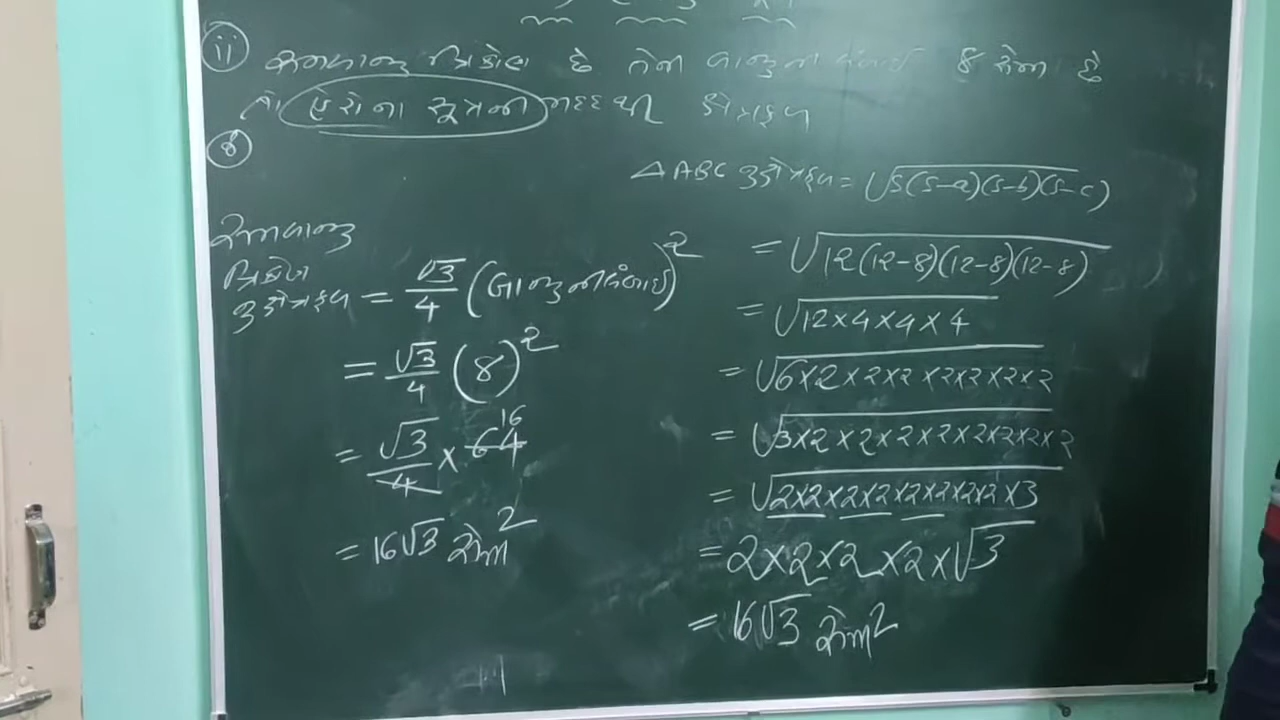 (ii) સમબાજુ ત્રિકોણ છે તેની બાજુની લંબાઈ 8 સેમી છે
તો હેરોના સૂત્રની મદદથી ક્ષેત્રફળ
8
△ABC નું ક્ષેત્રફળ = √s(s-a)(s-b)(s-c)
સમબાજુ
ત્રિકોણ
નું ક્ષેત્રફળ = √3/4 (બાજુની લંબાઈ)²
= √3/4 (8)²
= √3/4 × 64 16
= 16√3 સેમી²
= √12(12-8)(12-8)(12-8)
= √12×4×4×4
= √6×2×2×2×2×2×2×2
= √3×2×2×2×2×2×2×2×2
= √2×2×2×2×2×2×2×2×3
= 2×2×2×2×√3
= 16√3 સેમી²